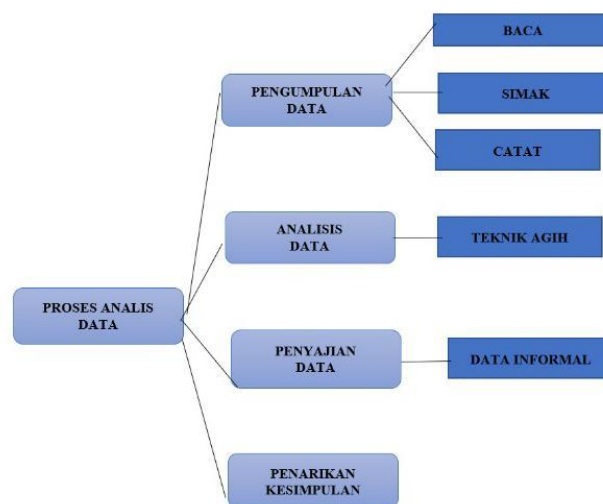 BACA
PENGUMPULAN
DATA
SIMAK
CATAT
ANALISIS
DATA
TEKNIK AGIH
PROSES ANALIS
DATA
PENYAJIAN
DATA
DATA INFORMAL
PENARIKAN
KESIMPULAN